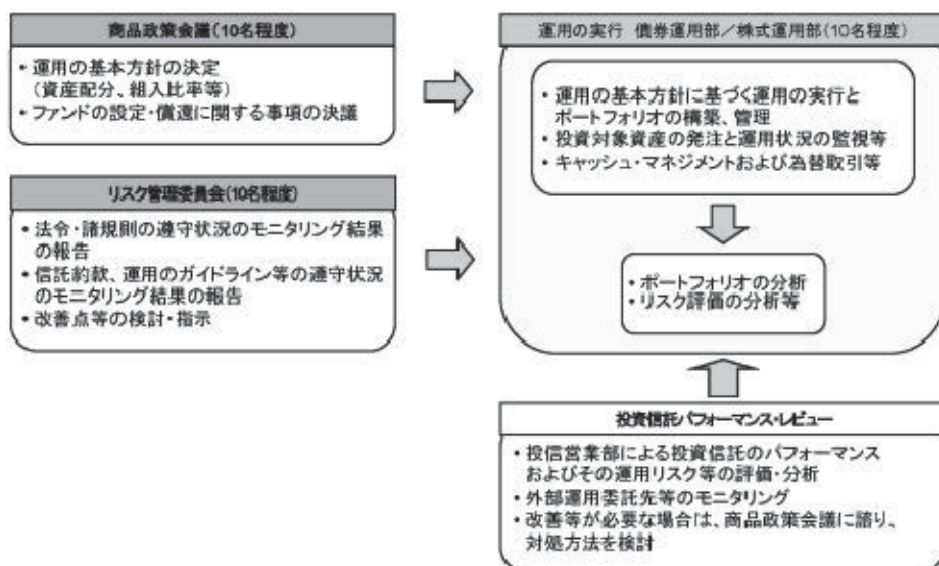 商品政策会議(10名程度)
・運用の基本方針の決定
(資産配分、組入比率等)
・ファンドの設定・償還に関する事項の決議
リスク管理委員会(10名程度)
・法令・諸規則の遵守状況のモニタリング結果
の報告
・信託約款、運用のガイドライン等の遵守状況
のモニタリング結果の報告
・改善点等の検討・指示
運用の実行 債券運用部/株式運用部(10名程度)
・運用の基本方針に基づく運用の実行と
ポートフォリオの構築、管理
・投資対象資産の発注と運用状況の監視等
・キャッシュ・マネジメントおよび為替取引等
・ポートフォリオの分析
・リスク評価の分析等
投資信託パフォーマンス・レビュー
・投信営業部による投資信託のパフォーマンス
およびその運用リスク等の評価・分析
・外部運用委託先等のモニタリング
・改善等が必要な場合は、商品政策会議に諮り、
対処方法を検討